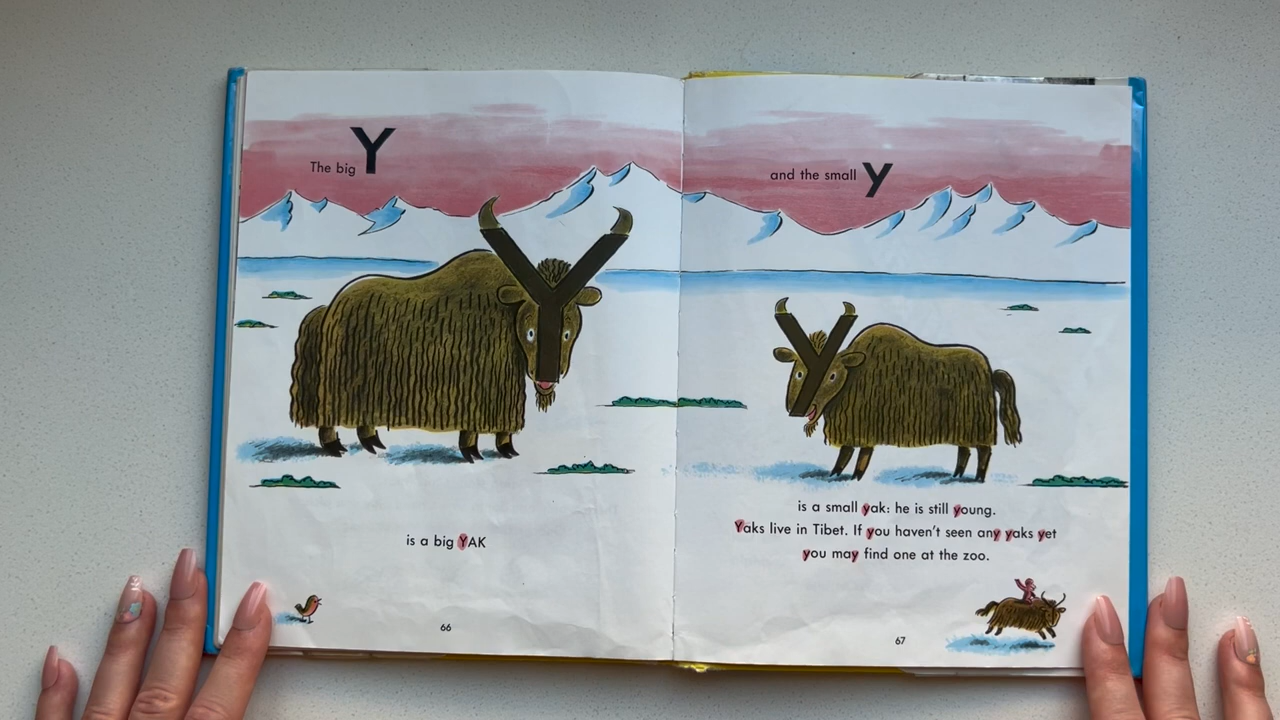 The big Y
is a big YAK
66
and the small y
is a small yak: he is still young.
Yaks live in Tibet. If you haven't seen any yaks yet
you may find one at the zoo.
67